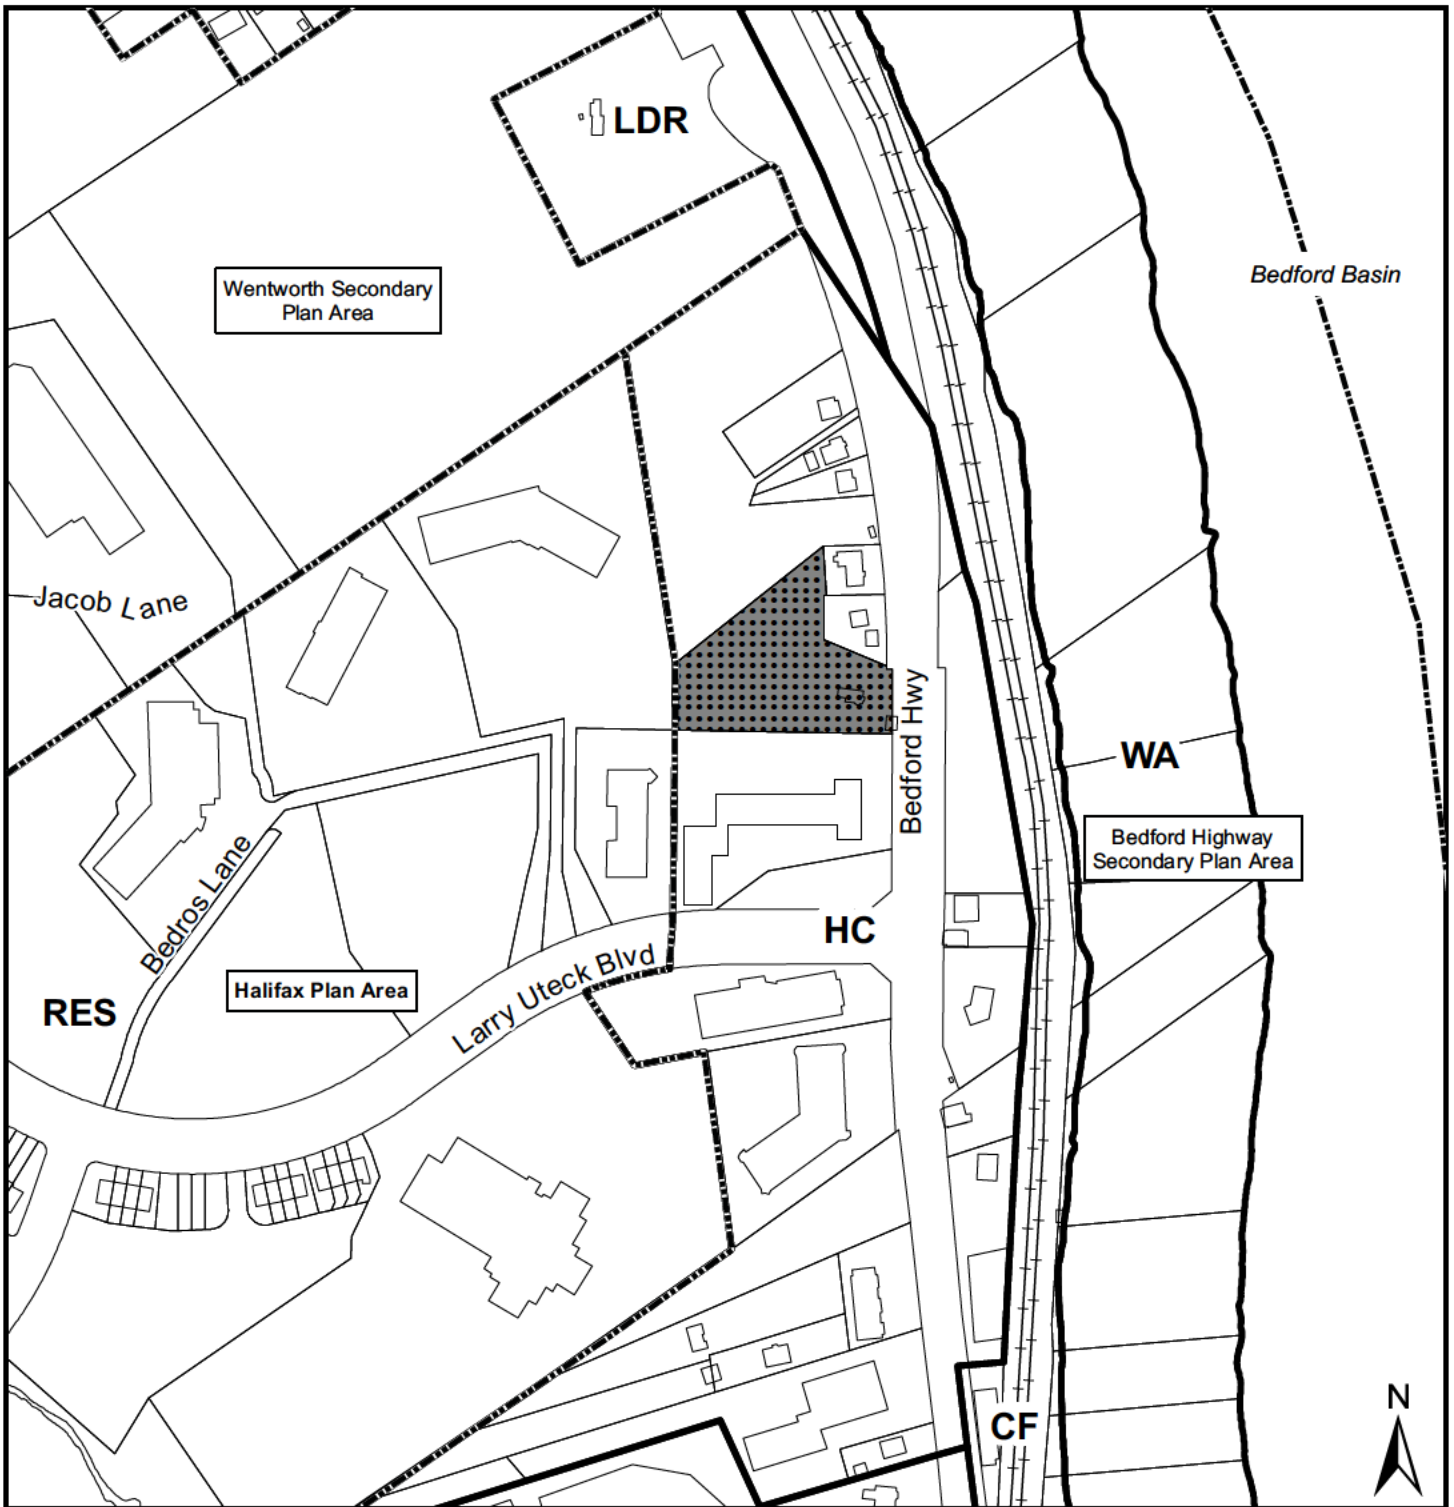 LDR
Bedford Basin
Wentworth Secondary
Plan Area
Jacob Lane
Bedford Hwy
WA
Bedford Highway
Secondary Plan Area
Bedros Lane
HC
Larry Uteck Blvd
Halifax Plan Area
RES
N
CF